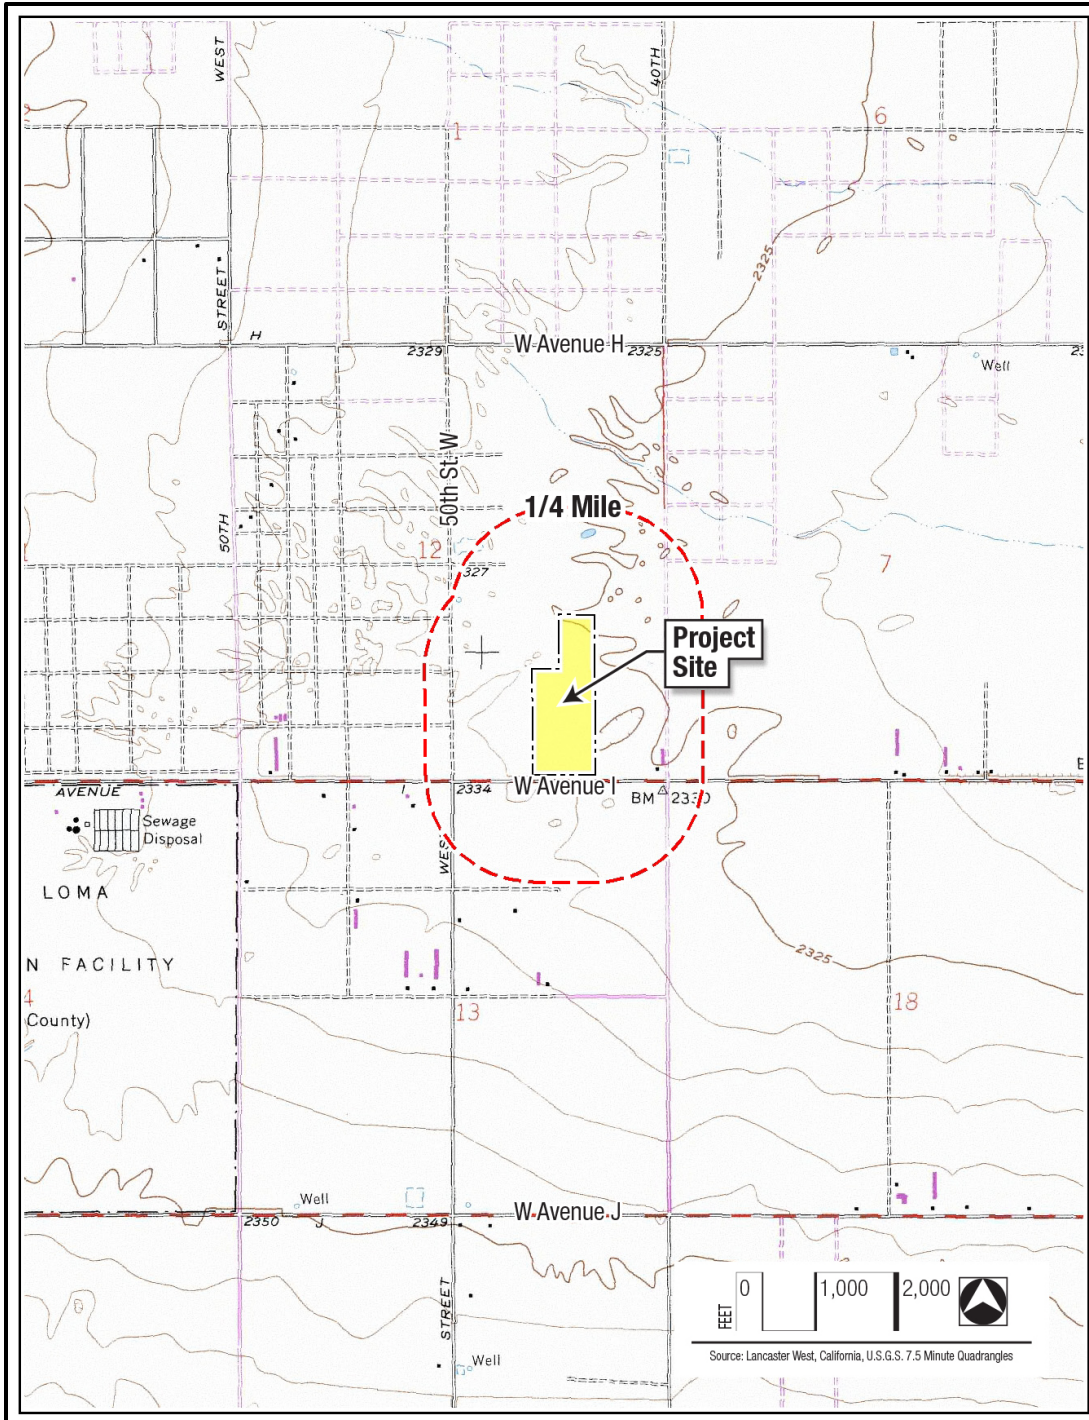 WEST
40TH
1
6
2325
STREET
H
2329
W Avenue H
2325
Well
50th St. W
1/4 Mile
50TH
12
327
7
Project
Site
AVENUE
I
2334
W Avenue I
BM
2330
Sewage
Disposal
WEST
LOMA
N FACILITY
2325
4
13
18
County)
Well
2350
J
2349
W Avenue J
STREET
Well
FEET
0
1,000
2,000
Source: Lancaster West, California, U.S.G.S. 7.5 Minute Quadrangles